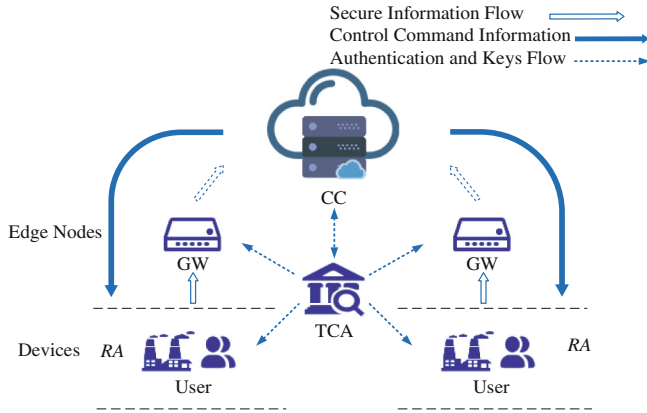 Secure Information Flow
Control Command Information
Authentication and Keys Flow
CC
Edge Nodes
GW
GW
TCA
Devices
RA
User
User
RA